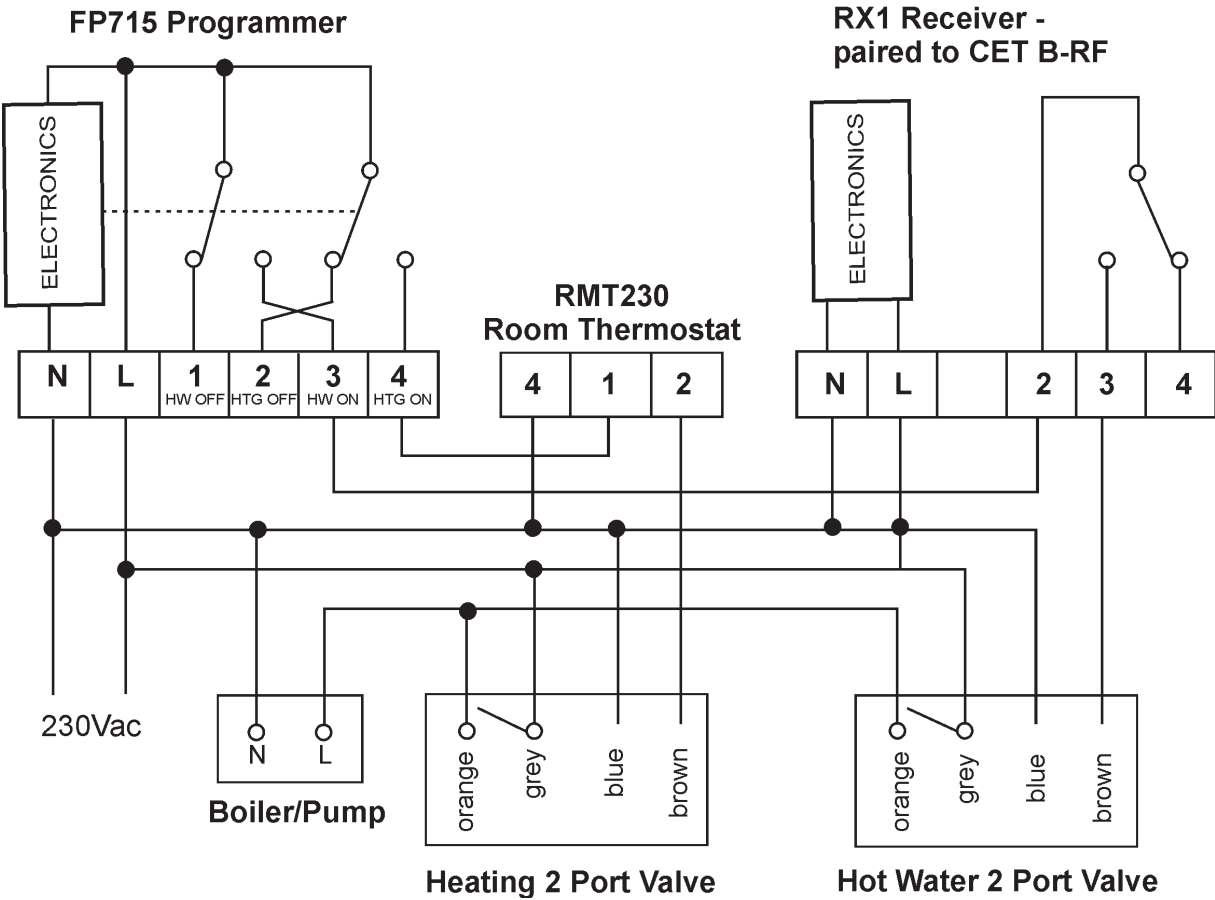 FP715 Programmer
RX1 Receiver -
paired to CET B-RF
ELECTRONICS
ELECTRONICS
RMT230
Room Thermostat
N L 1 2 3 4
HW OFF HTG OFF HW ON HTG ON
4 1 2
N L 2 3 4
230Vac
N L
Boiler/Pump
orange grey blue brown
Heating 2 Port Valve
orange grey blue brown
Hot Water 2 Port Valve